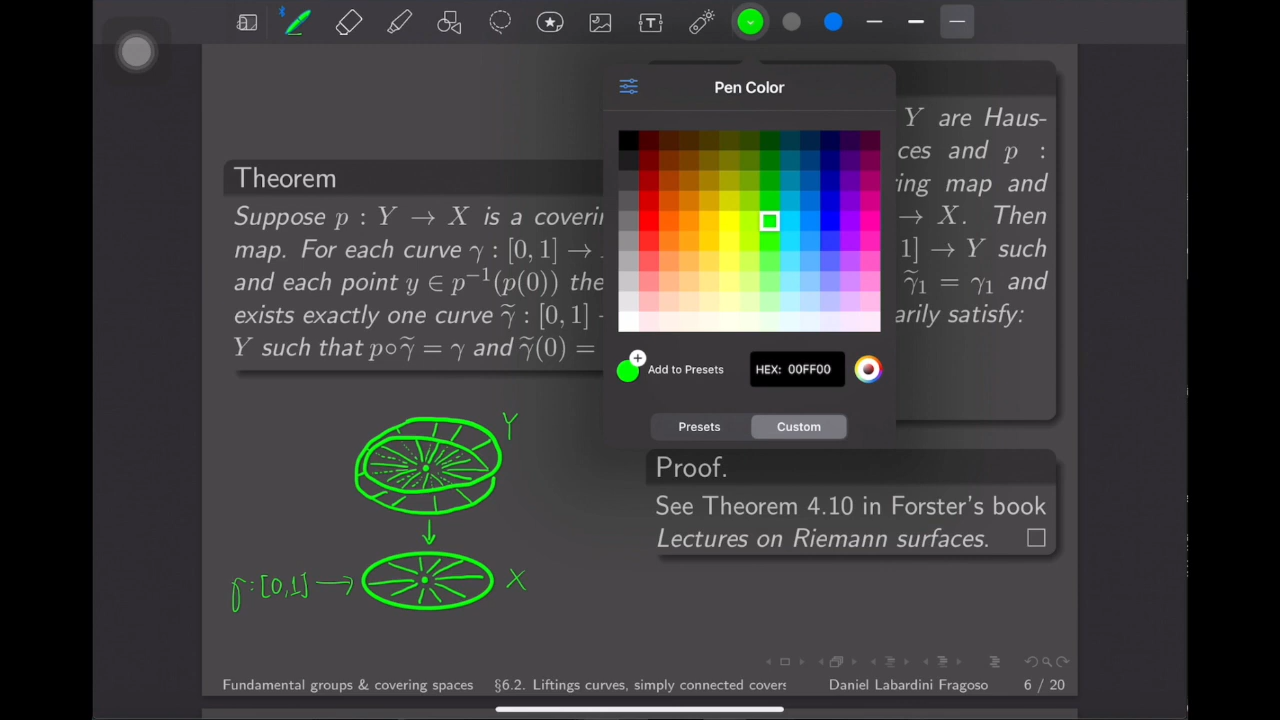 Pen Color
Theorem
Suppose p : Y → X is a coverin
map. For each curve γ : [0, 1] →
and each point y ∈ p⁻¹(p(0)) the
exists exactly one curve γ̃ : [0, 1] –
Y such that p∘γ̃ = γ and γ̃(0) =
Y are Haus-
ces and p :
ring map and
→ X. Then
1] → Y such
γ̃₁ = γ₁ and
arily satisfy:
Add to Presets
HEX: 00FF00
Presets
Custom
Y
γ:[0,1] →
X
Proof.
See Theorem 4.10 in Forster's book
Lectures on Riemann surfaces. □
Fundamental groups & covering spaces
§6.2. Liftings curves, simply connected covers
Daniel Labardini Fragoso
6 / 20